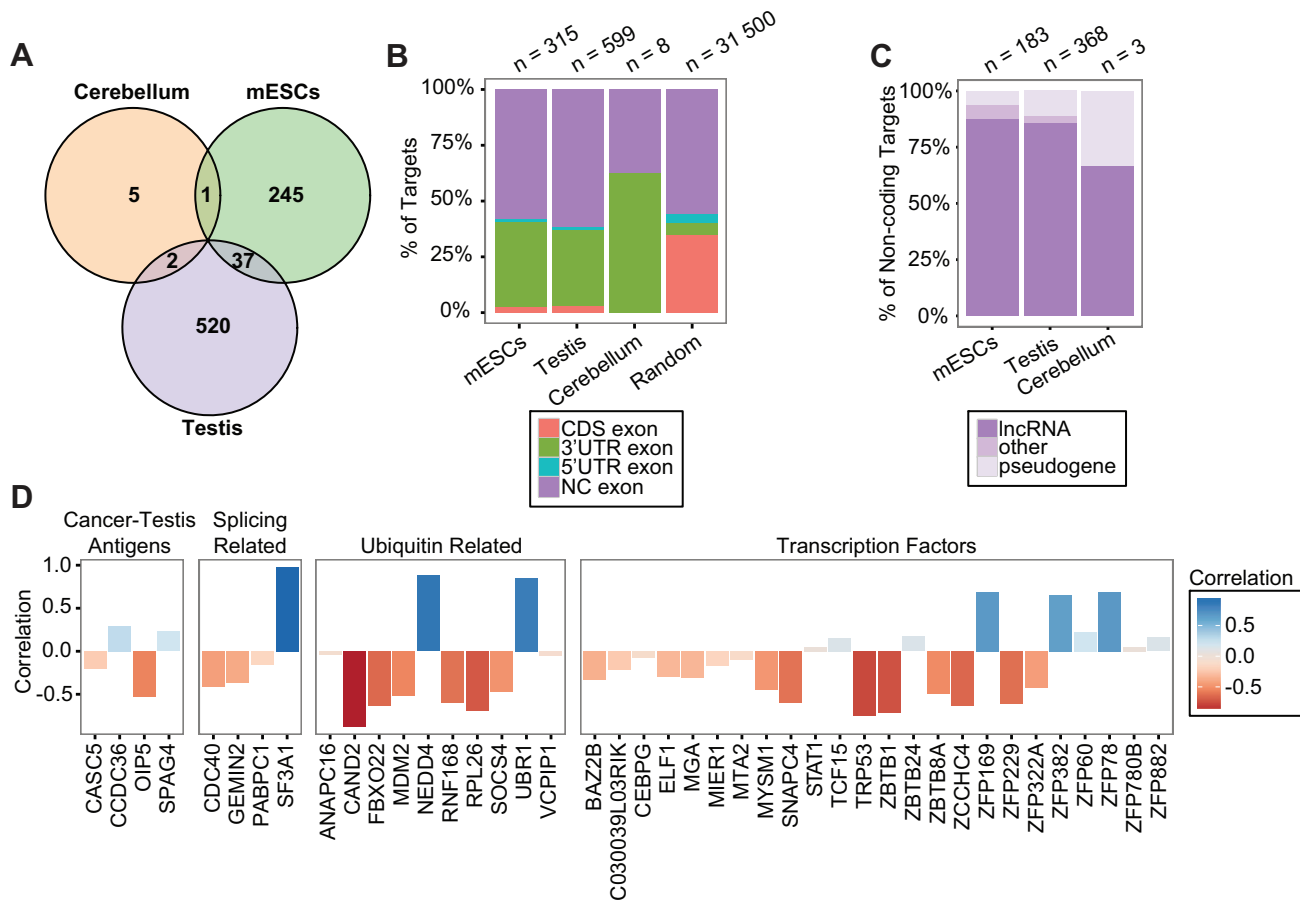 A
Cerebellum
mESCs
5
1
245
2
37
520
Testis
B
n = 315
n = 599
n = 8
n = 31 500
% of Targets
100%
75%
50%
25%
0%
mESCs
Testis
Cerebellum
Random
CDS exon
3'UTR exon
5'UTR exon
NC exon
C
n = 183
n = 368
n = 3
% of Non-coding Targets
100%
75%
50%
25%
0%
mESCs
Testis
Cerebellum
lncRNA
other
pseudogene
D
Cancer-Testis
Antigens
Splicing
Related
Ubiquitin Related
Transcription Factors
Correlation
1.0
0.5
0.0
-0.5
CASC5
CCDC36
OIP5
SPAG4
CDC40
GEMIN2
PABPC1
SF3A1
ANAPC16
CAND2
FBXO22
MDM2
NEDD4
RNF168
RPL26
SOCS4
UBR1
VCPIP1
BAZ2B
C030039L03RIK
CEBPG
ELF1
MGA
MIER1
MTA2
MYSM1
SNAPC4
STAT1
TCF15
TRP53
ZBTB1
ZBTB24
ZBTB8A
ZCCHC4
ZFP169
ZFP229
ZFP322A
ZFP382
ZFP60
ZFP78
ZFP780B
ZFP882
Correlation
0.5
0.0
-0.5